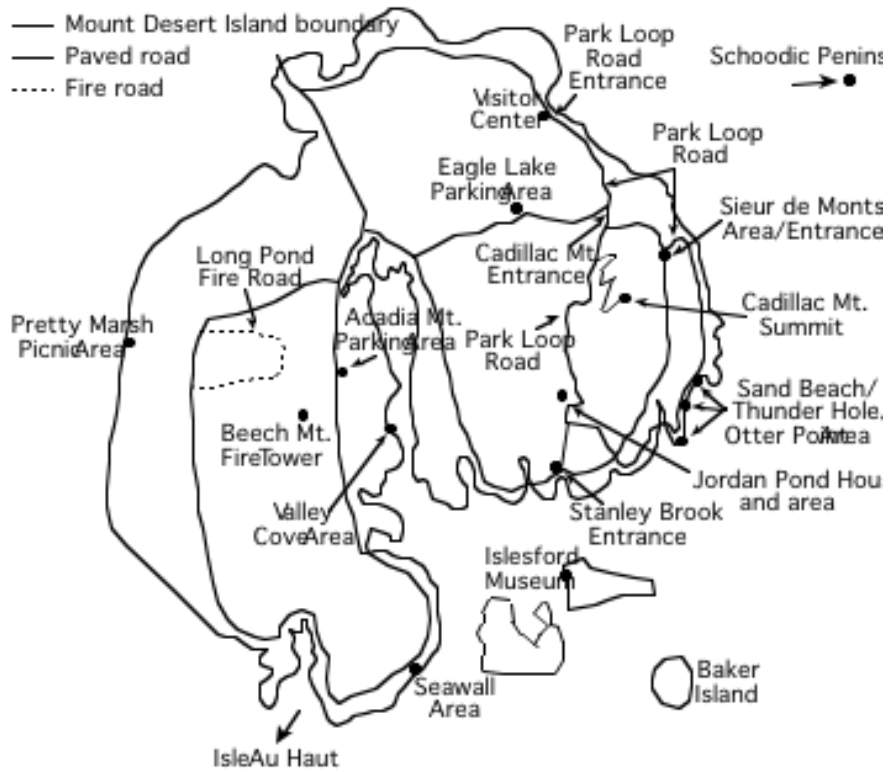 Mount Desert Island boundary
Paved road
Fire road
Park Loop
Road
Entrance
Schoodic Penins
Visitor
Center
Park Loop
Road
Eagle Lake
Parking Area
Sieur de Monts
Area/Entrance
Long Pond
Fire Road
Cadillac Mt.
Entrance
Cadillac Mt.
Summit
Pretty Marsh
Picnic Area
Acadia Mt.
Parking Area
Park Loop
Road
Sand Beach/
Thunder Hole,
Otter Point Area
Beech Mt.
Fire Tower
Jordan Pond Hou
and area
Valley
Cove Area
Stanley Brook
Entrance
Islesford
Museum
Baker
Island
Seawall
Area
Isle Au Haut